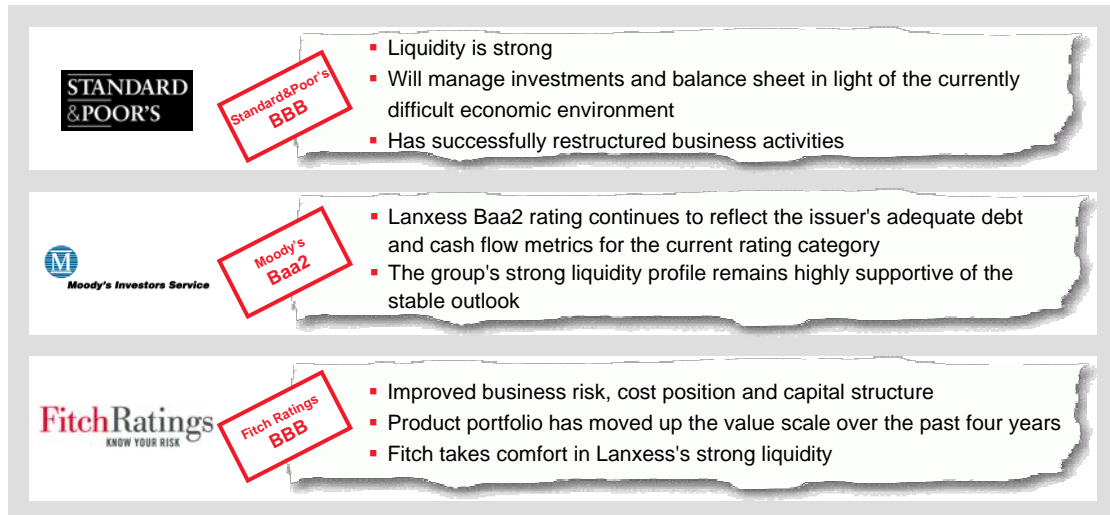 STANDARD
&POOR'S
Standard&Poor's
BBB
▪ Liquidity is strong
▪ Will manage investments and balance sheet in light of the currently
difficult economic environment
▪ Has successfully restructured business activities
M
Moody's Investors Service
Moody's
Baa2
▪ Lanxess Baa2 rating continues to reflect the issuer's adequate debt
and cash flow metrics for the current rating category
▪ The group's strong liquidity profile remains highly supportive of the
stable outlook
FitchRatings
KNOW YOUR RISK
Fitch Ratings
BBB
▪ Improved business risk, cost position and capital structure
▪ Product portfolio has moved up the value scale over the past four years
▪ Fitch takes comfort in Lanxess's strong liquidity